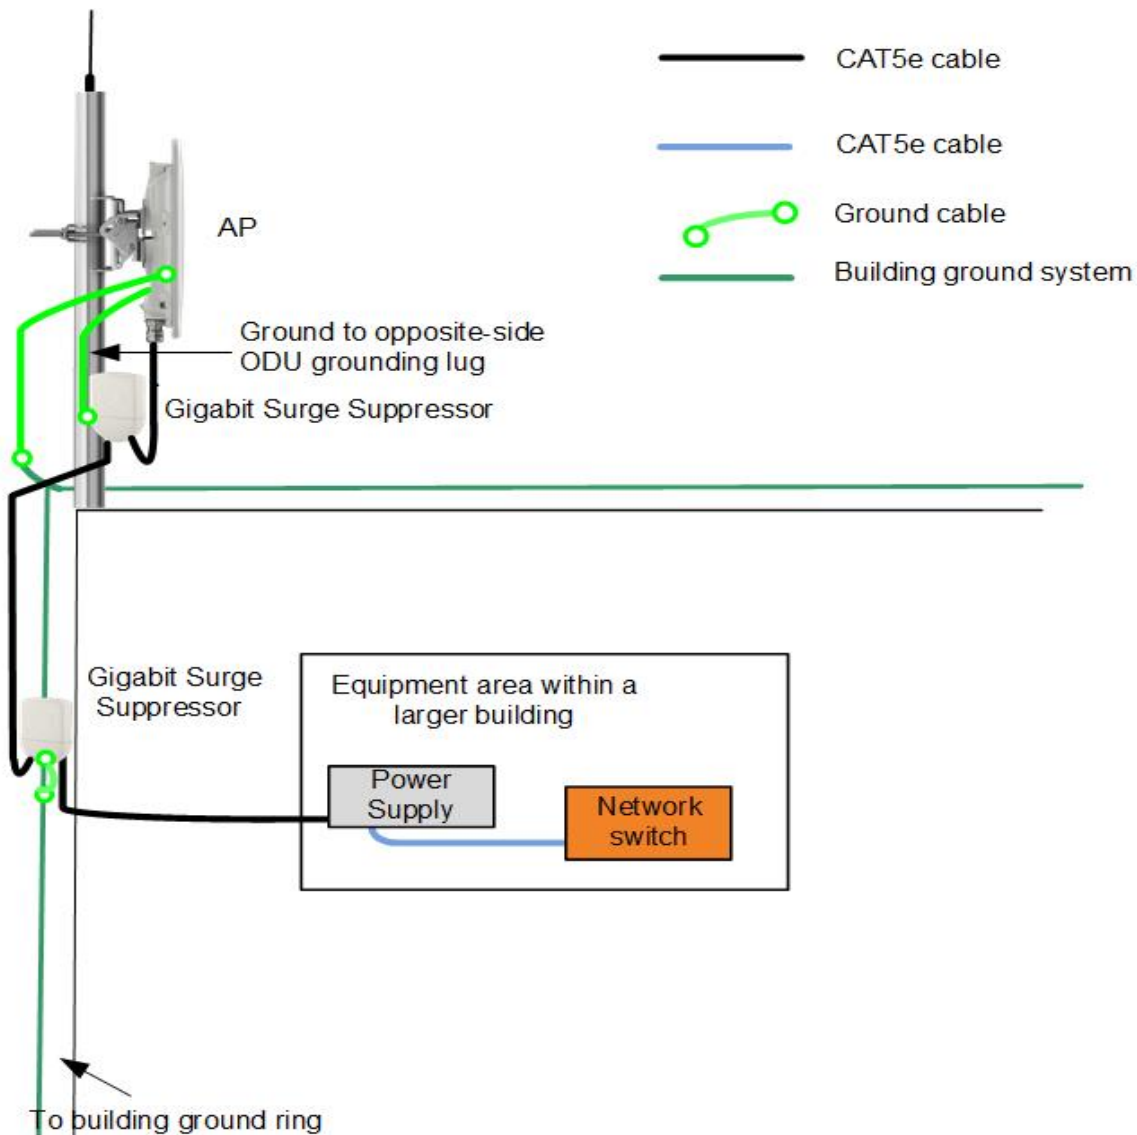 CAT5e cable
CAT5e cable
Ground cable
Building ground system
AP
Ground to opposite-side
ODU grounding lug
Gigabit Surge Suppressor
Gigabit Surge
Suppressor
Equipment area within a
larger building
Power
Supply
Network
switch
To building ground ring